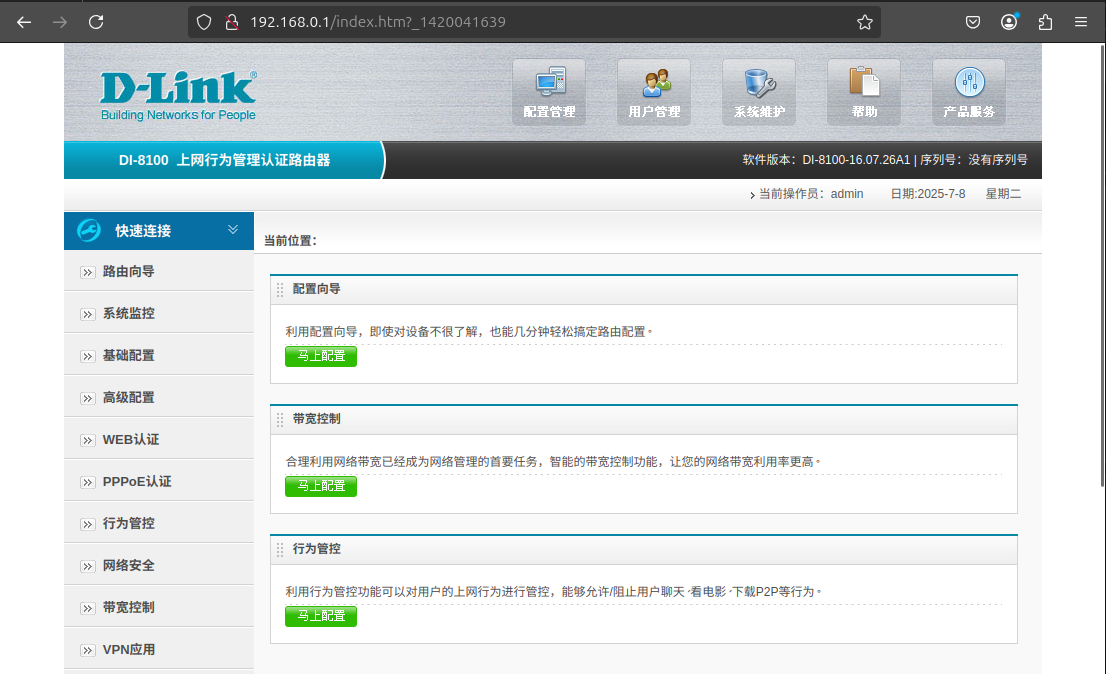 192.168.0.1/index.htm?_1420041639
D-Link®
Building Networks for People
配置管理
用户管理
系统维护
帮助
产品服务
DI-8100 上网行为管理认证路由器
软件版本：DI-8100-16.07.26A1 | 序列号：没有序列号
当前操作员：admin 日期:2025-7-8 星期二
快速连接
当前位置：
路由向导
系统监控
基础配置
高级配置
WEB认证
PPPoE认证
行为管控
网络安全
带宽控制
VPN应用
配置向导
利用配置向导，即使对设备不很了解，也能几分钟轻松搞定路由配置。
马上配置
带宽控制
合理利用网络带宽已经成为网络管理的首要任务，智能的带宽控制功能，让您的网络带宽利用率更高。
马上配置
行为管控
利用行为管控功能可以对用户的上网行为进行管控，能够允许/阻止用户聊天、看电影、下载P2P等行为。
马上配置